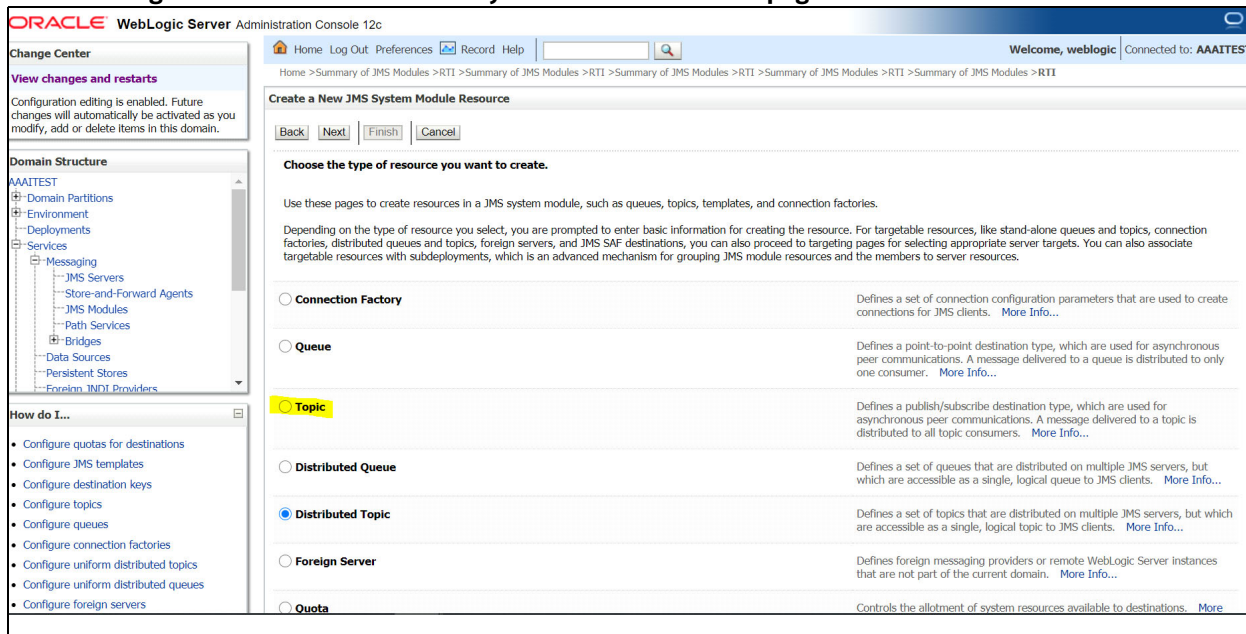 ORACLE WebLogic Server Administration Console 12c
Change Center
View changes and restarts
Configuration editing is enabled. Future
changes will automatically be activated as you
modify, add or delete items in this domain.
Domain Structure
AAAITEST
Domain Partitions
Environment
Deployments
Services
Messaging
JMS Servers
Store-and-Forward Agents
JMS Modules
Path Services
Bridges
Data Sources
Persistent Stores
Foreign JNDI Providers
How do I...
• Configure quotas for destinations
• Configure JMS templates
• Configure destination keys
• Configure topics
• Configure queues
• Configure connection factories
• Configure uniform distributed topics
• Configure uniform distributed queues
• Configure foreign servers
Home Log Out Preferences Record Help
Welcome, weblogic Connected to: AAAITEST
Home >Summary of JMS Modules >RTI >Summary of JMS Modules >RTI >Summary of JMS Modules >RTI >Summary of JMS Modules >RTI >Summary of JMS Modules >RTI
Create a New JMS System Module Resource
Back Next Finish Cancel
Choose the type of resource you want to create.
Use these pages to create resources in a JMS system module, such as queues, topics, templates, and connection factories.
Depending on the type of resource you select, you are prompted to enter basic information for creating the resource. For targetable resources, like stand-alone queues and topics, connection
factories, distributed queues and topics, foreign servers, and JMS SAF destinations, you can also proceed to targeting pages for selecting appropriate server targets. You can also associate
targetable resources with subdeployments, which is an advanced mechanism for grouping JMS module resources and the members to server resources.
Connection Factory
Defines a set of connection configuration parameters that are used to create
connections for JMS clients. More Info...
Queue
Defines a point-to-point destination type, which are used for asynchronous
peer communications. A message delivered to a queue is distributed to only
one consumer. More Info...
Topic
Defines a publish/subscribe destination type, which are used for
asynchronous peer communications. A message delivered to a topic is
distributed to all topic consumers. More Info...
Distributed Queue
Defines a set of queues that are distributed on multiple JMS servers, but
which are accessible as a single, logical queue to JMS clients. More Info...
Distributed Topic
Defines a set of topics that are distributed on multiple JMS servers, but which
are accessible as a single, logical topic to JMS clients. More Info...
Foreign Server
Defines foreign messaging providers or remote WebLogic Server instances
that are not part of the current domain. More Info...
Quota
Controls the allotment of system resources available to destinations. More